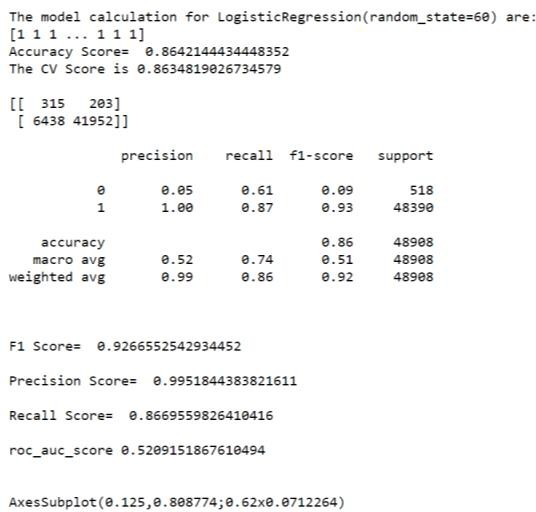 The model calculation for LogisticRegression(random_state=60) are:
[1 1 1 ... 1 1 1]
Accuracy Score=  0.8642144434448352
The CV Score is 0.8634819026734579
[[  315   203]
 [ 6438 41952]]
              precision    recall  f1-score   support
           0       0.05      0.61      0.09       518
           1       1.00      0.87      0.93     48390
    accuracy                           0.86     48908
   macro avg       0.52      0.74      0.51     48908
weighted avg       0.99      0.86      0.92     48908
F1 Score=  0.9266552542934452
Precision Score=  0.9951844383821611
Recall Score=  0.8669559826410416
roc_auc_score 0.5209151867610494
AxesSubplot(0.125,0.808774;0.62x0.0712264)